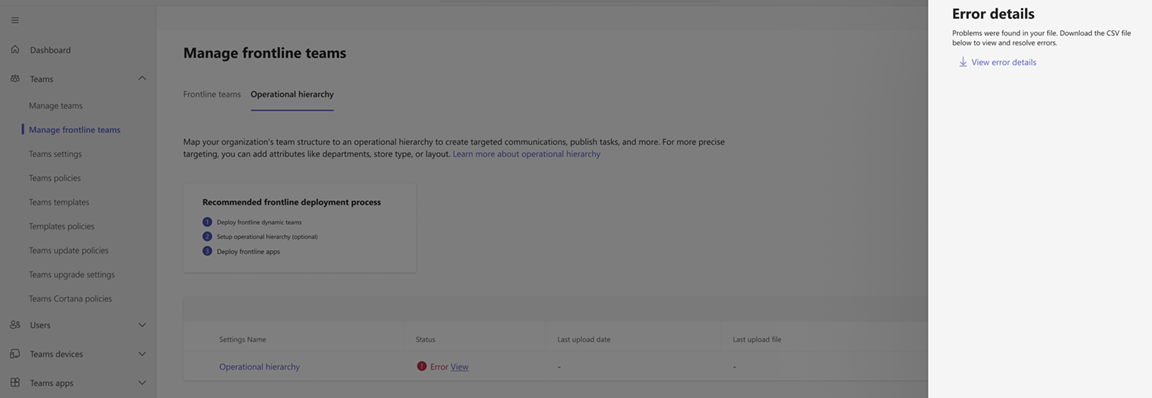 Dashboard
Teams
Manage teams
Manage frontline teams
Teams settings
Teams policies
Teams templates
Templates policies
Teams update policies
Teams upgrade settings
Teams Cortana policies
Users
Teams devices
Teams apps
Manage frontline teams
Frontline teams
Operational hierarchy
Map your organization's team structure to an operational hierarchy to create targeted communications, publish tasks, and more. For more precise
targeting, you can add attributes like departments, store type, or layout. Learn more about operational hierarchy
Recommended frontline deployment process
1 Deploy frontline dynamic teams
2 Setup operational hierarchy (optional)
3 Deploy frontline apps
Settings Name Status Last upload date Last upload file
Operational hierarchy Error View - -
Error details
Problems were found in your file. Download the CSV file
below to view and resolve errors.
View error details